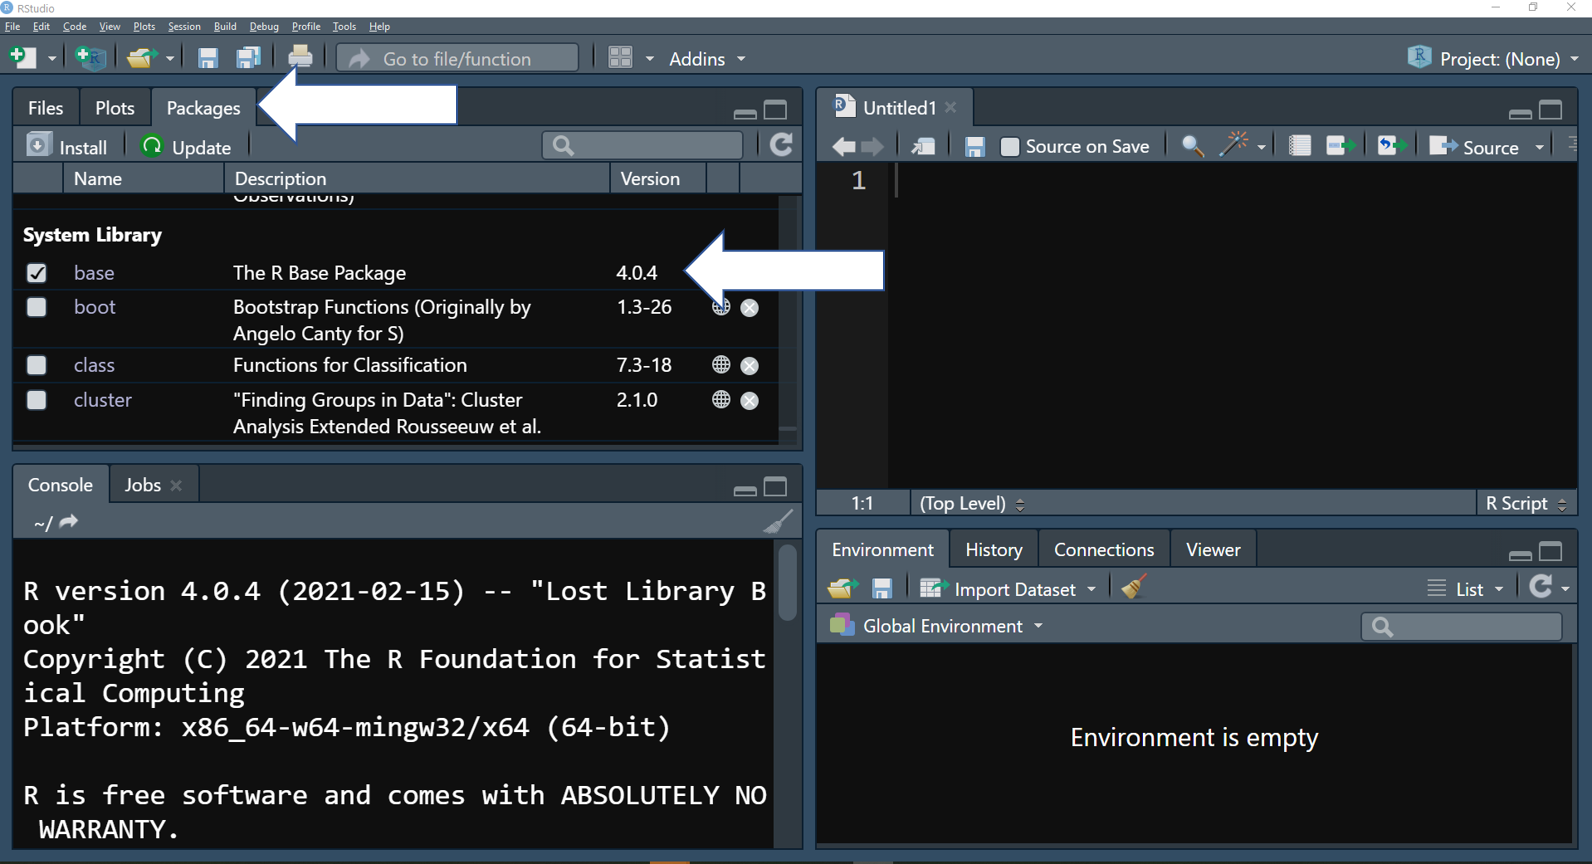 RStudio
File Edit Code View Plots Session Build Debug Profile Tools Help
Go to file/function Addins Project: (None)
Files Plots Packages
Install Update
Name Description Version
Observations)
System Library
base The R Base Package 4.0.4
boot Bootstrap Functions (Originally by 1.3-26
Angelo Canty for S)
class Functions for Classification 7.3-18
cluster "Finding Groups in Data": Cluster 2.1.0
Analysis Extended Rousseeuw et al.
Console Jobs
~/
R version 4.0.4 (2021-02-15) -- "Lost Library B
ook"
Copyright (C) 2021 The R Foundation for Statist
ical Computing
Platform: x86_64-w64-mingw32/x64 (64-bit)
R is free software and comes with ABSOLUTELY NO
WARRANTY.
Untitled1
Source on Save Source
1
1:1 (Top Level) R Script
Environment History Connections Viewer
Import Dataset List
Global Environment
Environment is empty